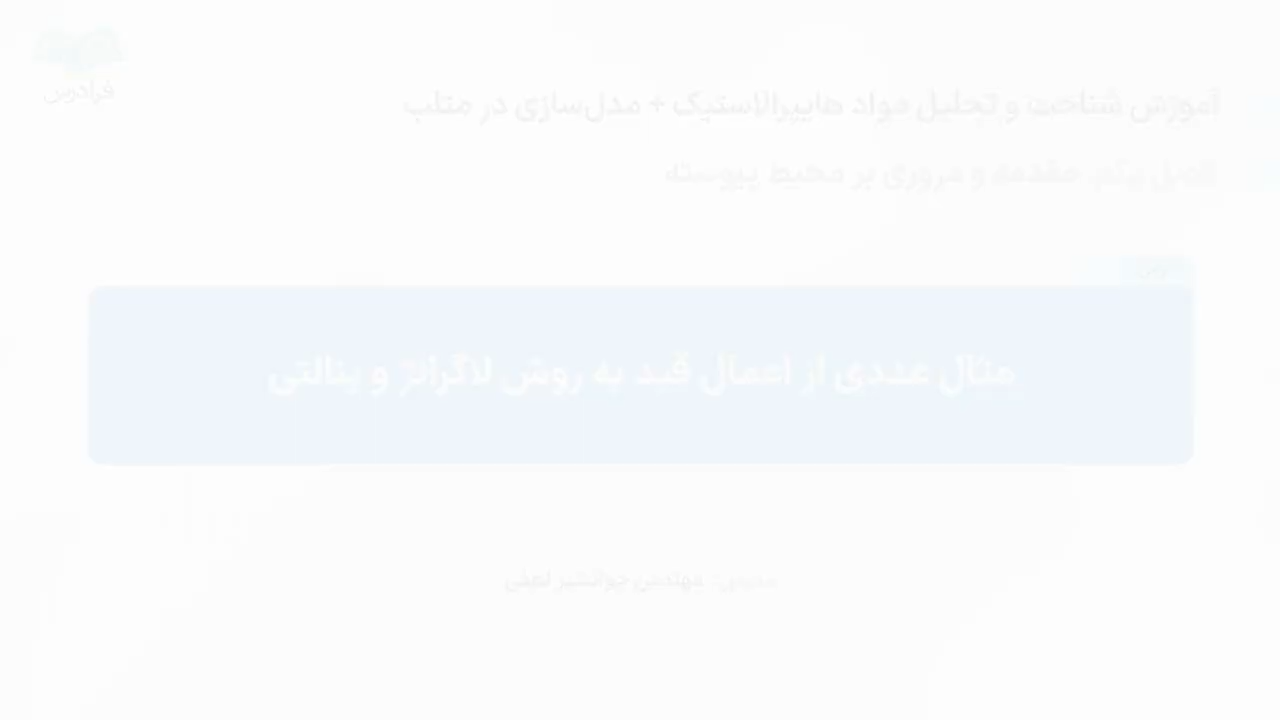 فرادرس
آموزش شناخت و تحلیل مواد هایپرالاستیک + مدل‌سازی در متلب
فصل یکم: مقدمه و مروری بر محیط پیوسته
مثال عددی از اعمال قید به روش لاگرانژ و پنالتی
مدرس: مهندس جوانشیر لطفی